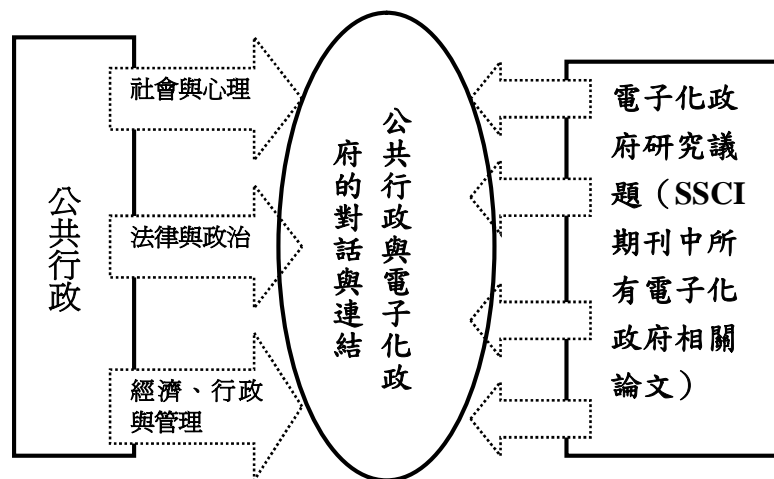 公共行政
社會與心理
法律與政治
經濟、行政
與管理
公共行政與電子化政
府的對話與連結
電子化政
府研究議
題（SSCI
期刊中所
有電子化
政府相關
論文）